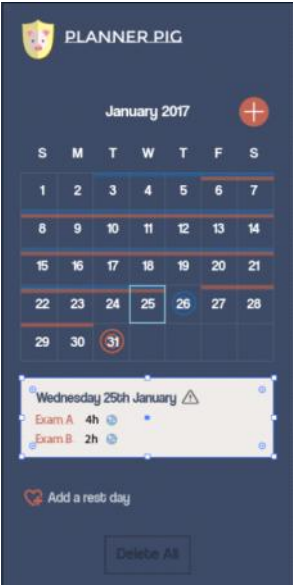 PLANNER PIG
January 2017
S M T W T F S
1 2 3 4 5 6 7
8 9 10 11 12 13 14
15 16 17 18 19 20 21
22 23 24 25 26 27 28
29 30 31
Wednesday 25th January
Exam A 4h
Exam B 2h
Add a rest day
Delete All